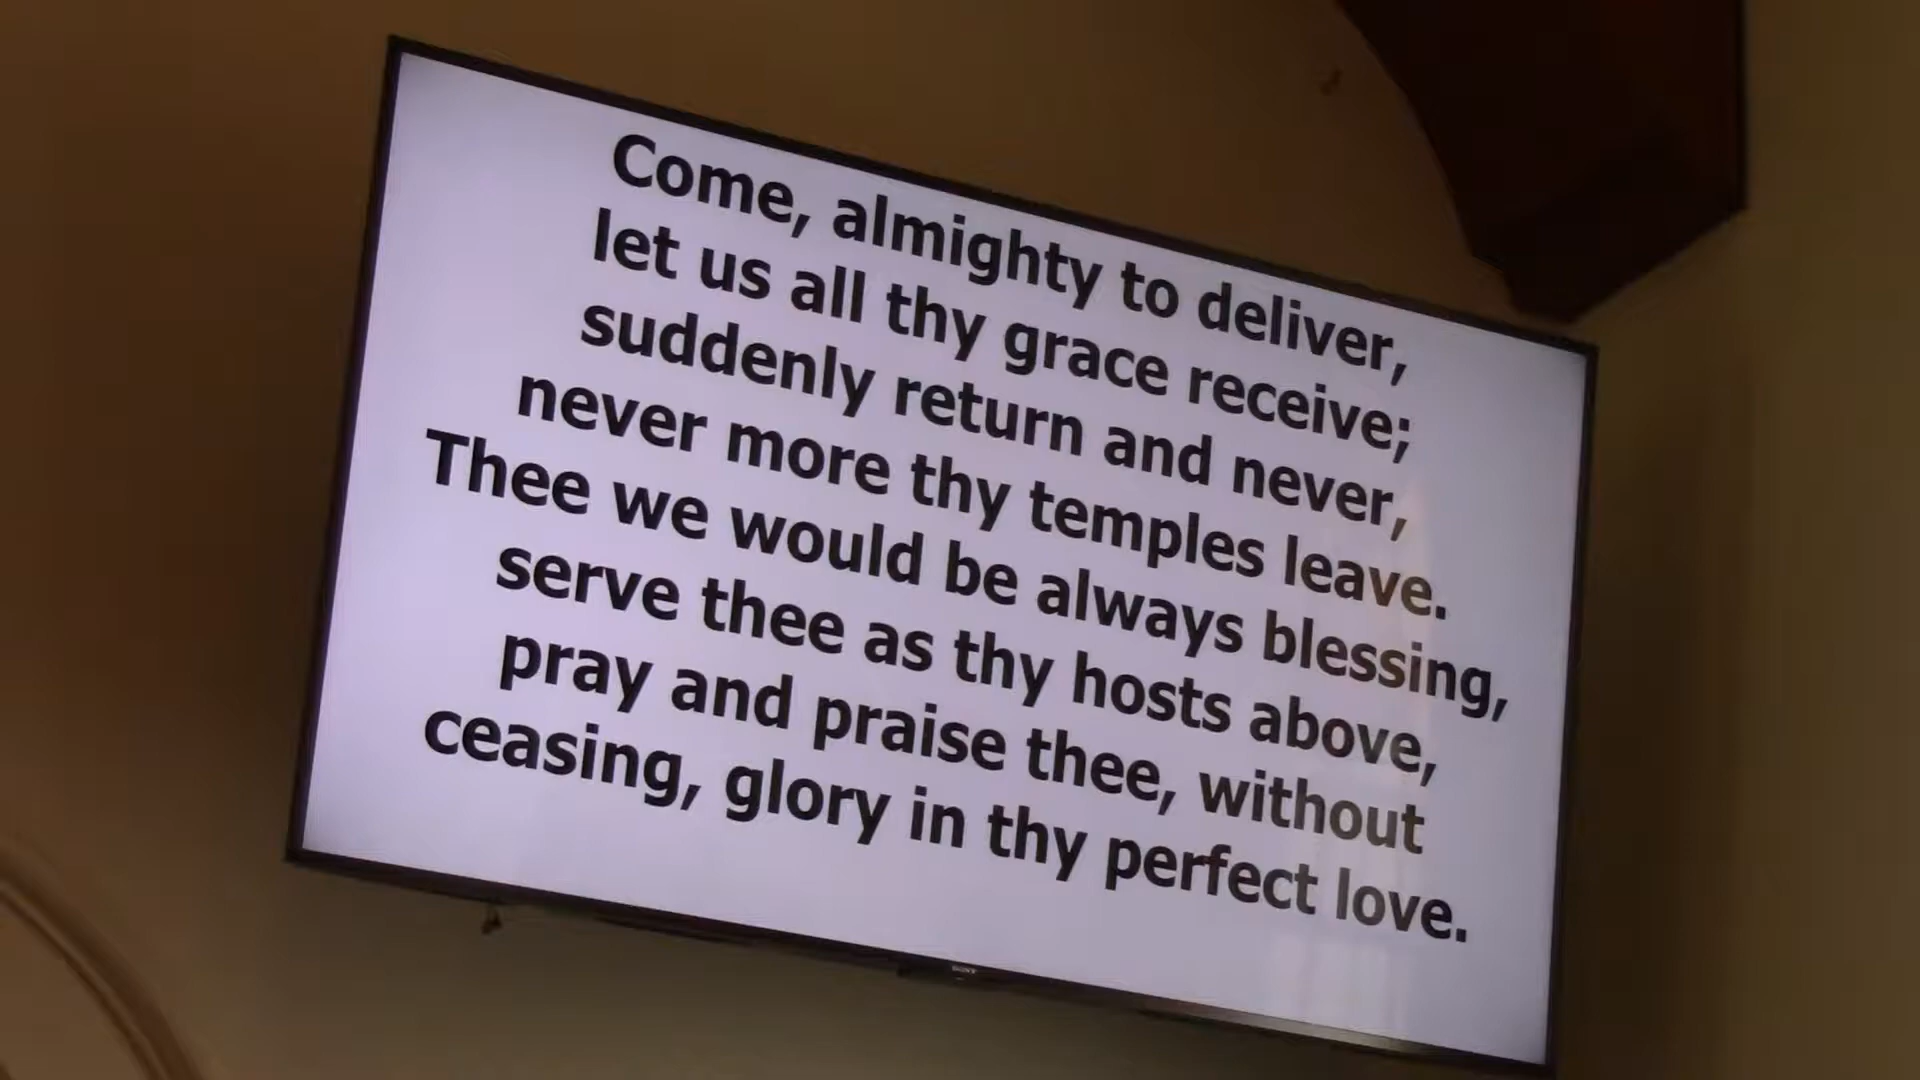 Come, almighty to deliver,
let us all thy grace receive;
suddenly return and never,
never more thy temples leave.
Thee we would be always blessing,
serve thee as thy hosts above,
pray and praise thee, without
ceasing, glory in thy perfect love.
SONY